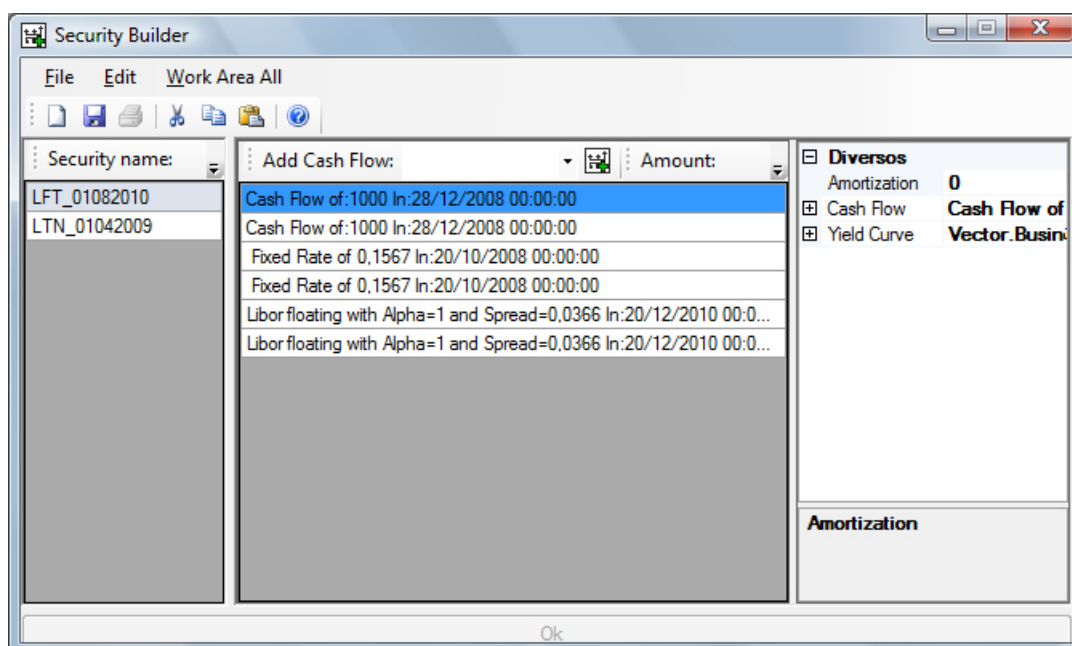 Security Builder
File Edit Work Area All
Security name:
LFT_01082010
LTN_01042009
Add Cash Flow: Amount:
Cash Flow of:1000 In:28/12/2008 00:00:00
Cash Flow of:1000 In:28/12/2008 00:00:00
Fixed Rate of 0,1567 In:20/10/2008 00:00:00
Fixed Rate of 0,1567 In:20/10/2008 00:00:00
Libor floating with Alpha=1 and Spread=0,0366 In:20/12/2010 00:0...
Libor floating with Alpha=1 and Spread=0,0366 In:20/12/2010 00:0...
Diversos
Amortization 0
Cash Flow Cash Flow of
Yield Curve Vector.Busin
Amortization
Ok